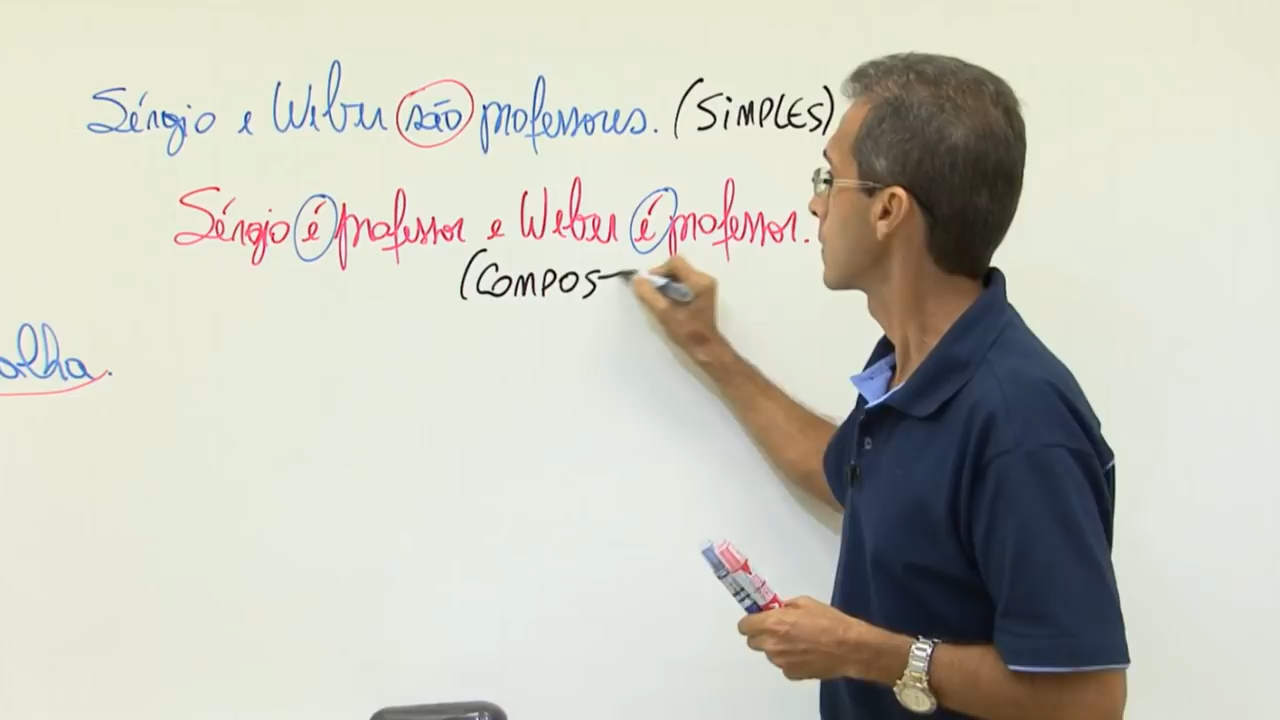 Sérgio e Weber são professores. (SiMPLES)
Sérgio é professor e Weber é professor.
(COMPOS
alha.